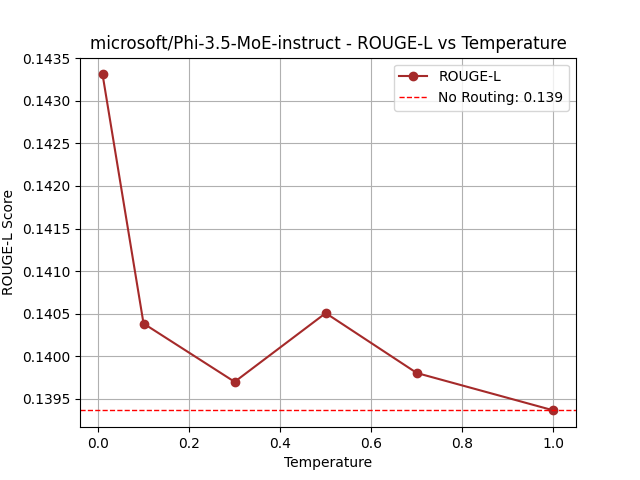 microsoft/Phi-3.5-MoE-instruct - ROUGE-L vs Temperature
ROUGE-L
No Routing: 0.139
ROUGE-L Score
0.1435
0.1430
0.1425
0.1420
0.1415
0.1410
0.1405
0.1400
0.1395
0.0 0.2 0.4 0.6 0.8 1.0
Temperature